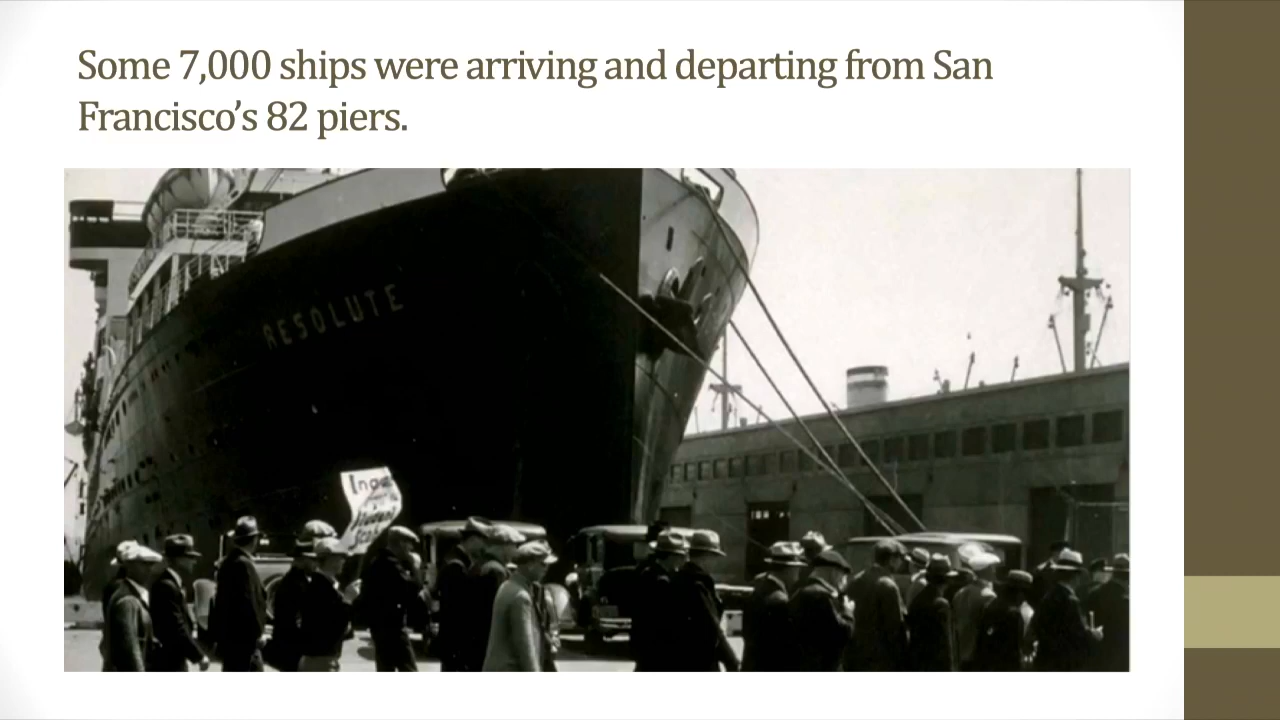 Some 7,000 ships were arriving and departing from San
Francisco’s 82 piers.
RESOLUTE